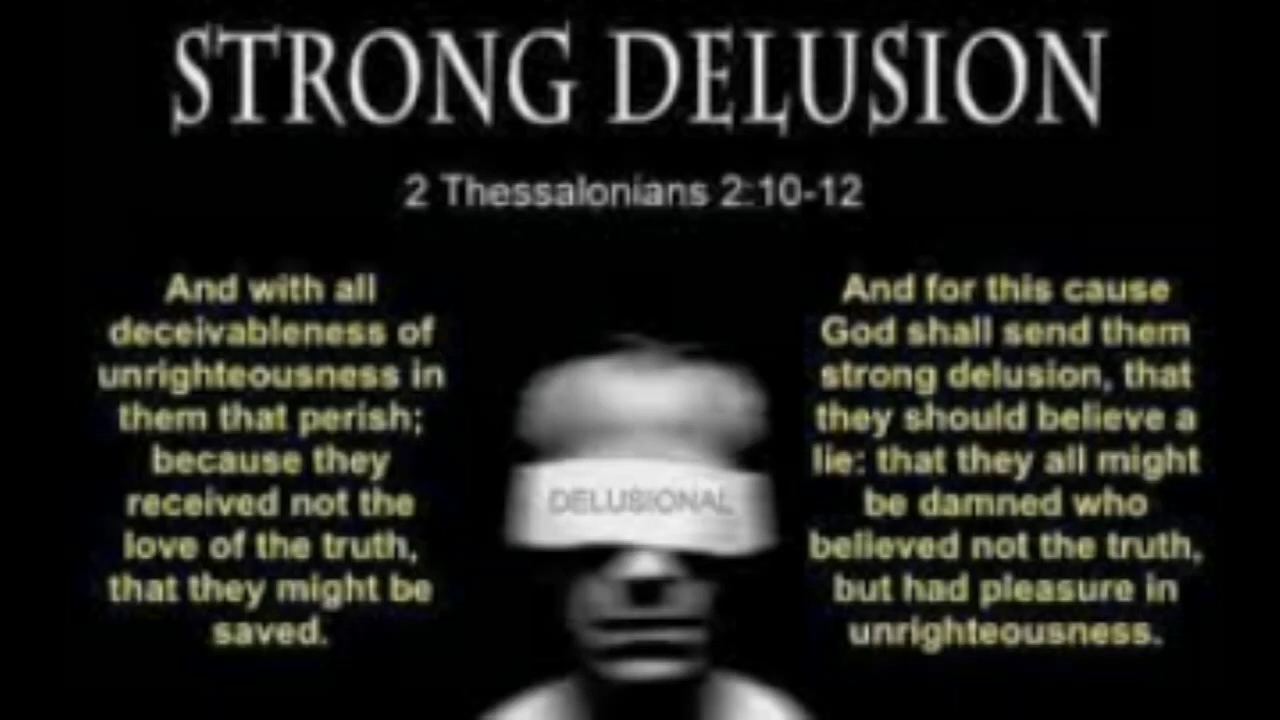 STRONG DELUSION
2 Thessalonians 2:10-12
And with all
deceivableness of
unrighteousness in
them that perish;
because they
received not the
love of the truth,
that they might be
saved.
DELUSIONAL
And for this cause
God shall send them
strong delusion, that
they should believe a
lie: that they all might
be damned who
believed not the truth,
but had pleasure in
unrighteousness.